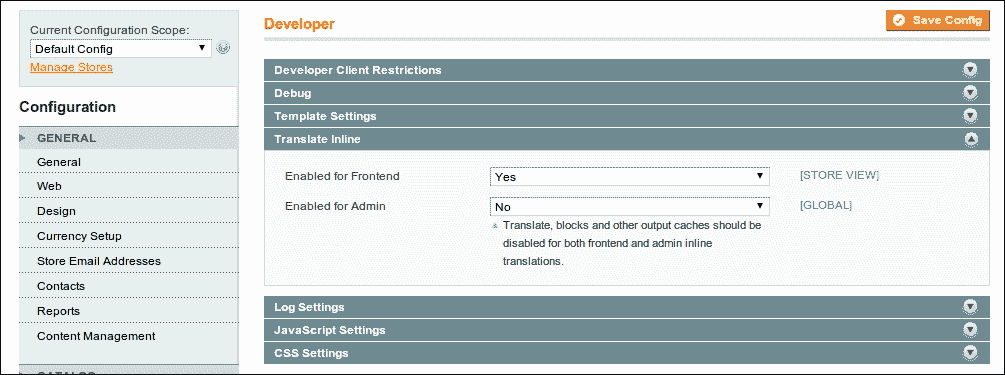 Current Configuration Scope:
Default Config
Manage Stores
Configuration
GENERAL
General
Web
Design
Currency Setup
Store Email Addresses
Contacts
Reports
Content Management
CATALOG
Developer
Save Config
Developer Client Restrictions
Debug
Template Settings
Translate Inline
Enabled for Frontend
Yes
[STORE VIEW]
Enabled for Admin
No
[GLOBAL]
Translate, blocks and other output caches should be
disabled for both frontend and admin inline
translations.
Log Settings
JavaScript Settings
CSS Settings